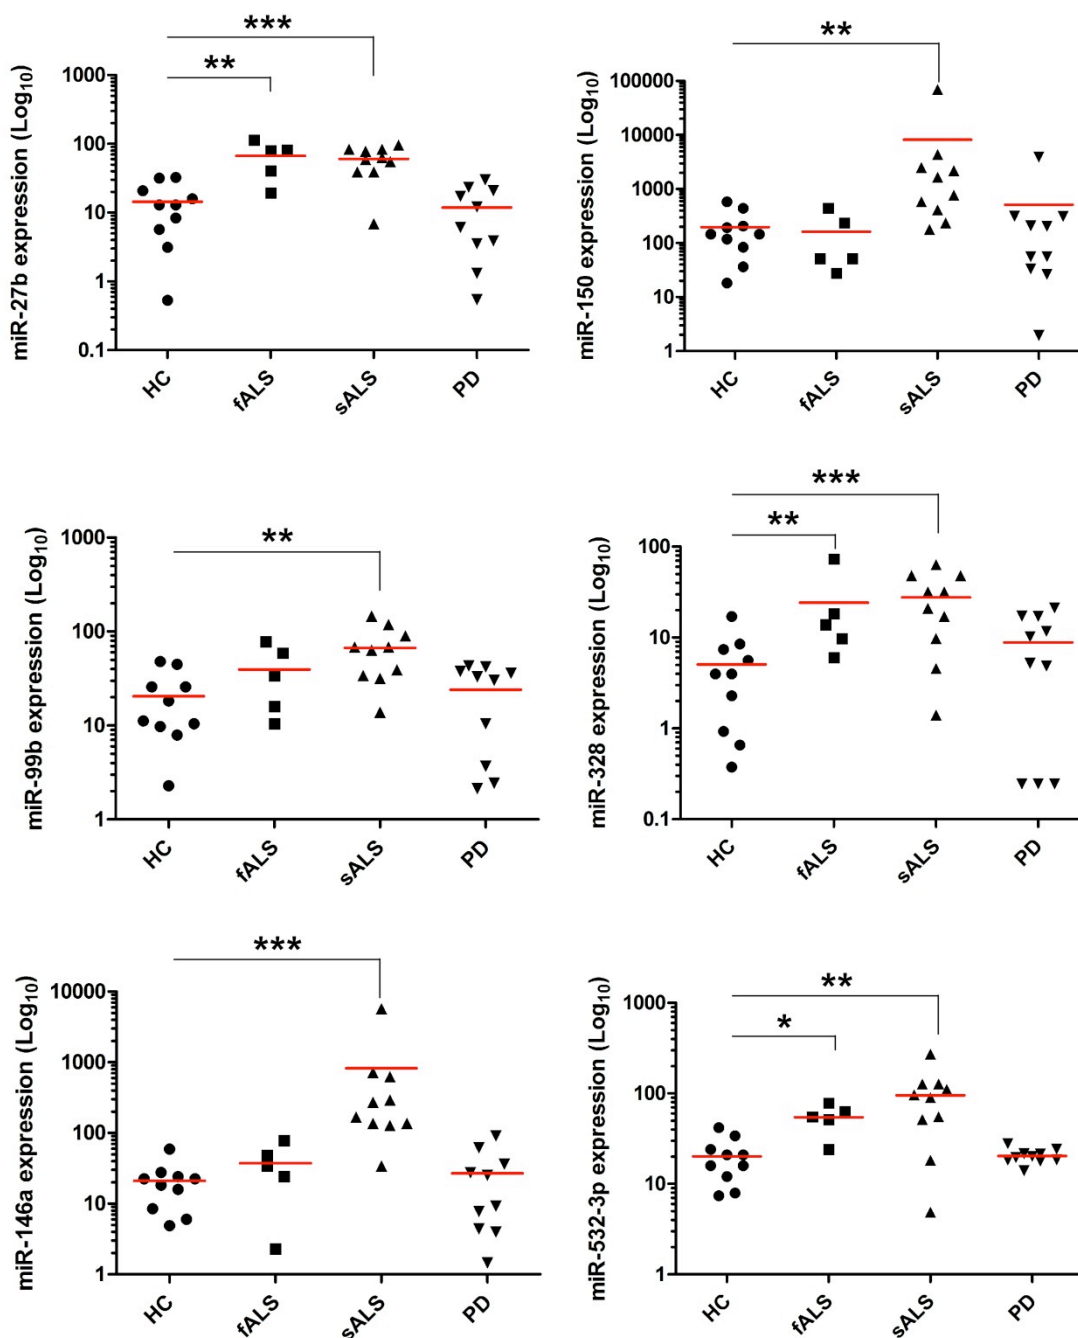 ***
**
miR-27b expression (Log10)
1000
100
10
1
0.1
HC
fALS
sALS
PD
**
miR-150 expression (Log10)
100000
10000
1000
100
10
1
HC
fALS
sALS
PD
**
miR-99b expression (Log10)
1000
100
10
1
HC
fALS
sALS
PD
***
**
miR-328 expression (Log10)
100
10
1
0.1
HC
fALS
sALS
PD
***
miR-146a expression (Log10)
10000
1000
100
10
1
HC
fALS
sALS
PD
**
*
miR-532-3p expression (Log10)
1000
100
10
1
HC
fALS
sALS
PD